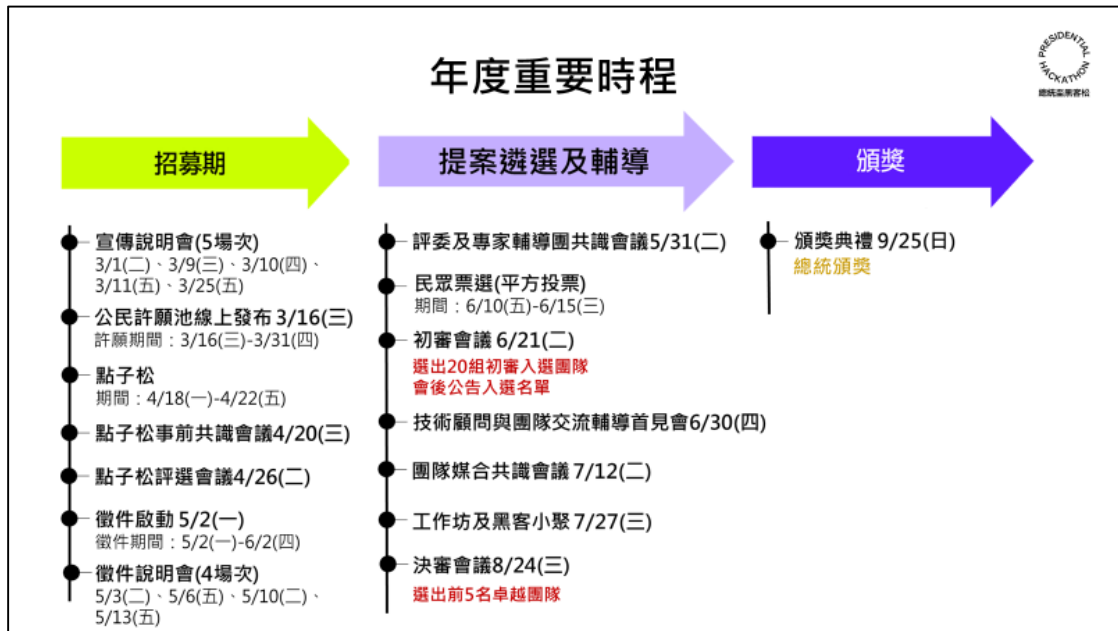 年度重要時程
PRESIDENTIAL HACKATHON
總統盃黑客松
招募期
宣傳說明會(5場次)
3/1(二)、3/9(三)、3/10(四)、
3/11(五)、3/25(五)
公民許願池線上發布 3/16(三)
許願期間：3/16(三)-3/31(四)
點子松
期間：4/18(一)-4/22(五)
點子松事前共識會議4/20(三)
點子松評選會議4/26(二)
徵件啟動 5/2(一)
徵件期間：5/2(一)-6/2(四)
徵件說明會(4場次)
5/3(二)、5/6(五)、5/10(二)、
5/13(五)
提案遴選及輔導
評委及專家輔導團共識會議5/31(二)
民眾票選(平方投票)
期間：6/10(五)-6/15(三)
初審會議 6/21(二)
選出20組初審入選團隊
會後公告入選名單
技術顧問與團隊交流輔導首見會6/30(四)
團隊媒合共識會議 7/12(二)
工作坊及黑客小聚 7/27(三)
決審會議8/24(三)
選出前5名卓越團隊
頒獎
頒獎典禮 9/25(日)
總統頒獎